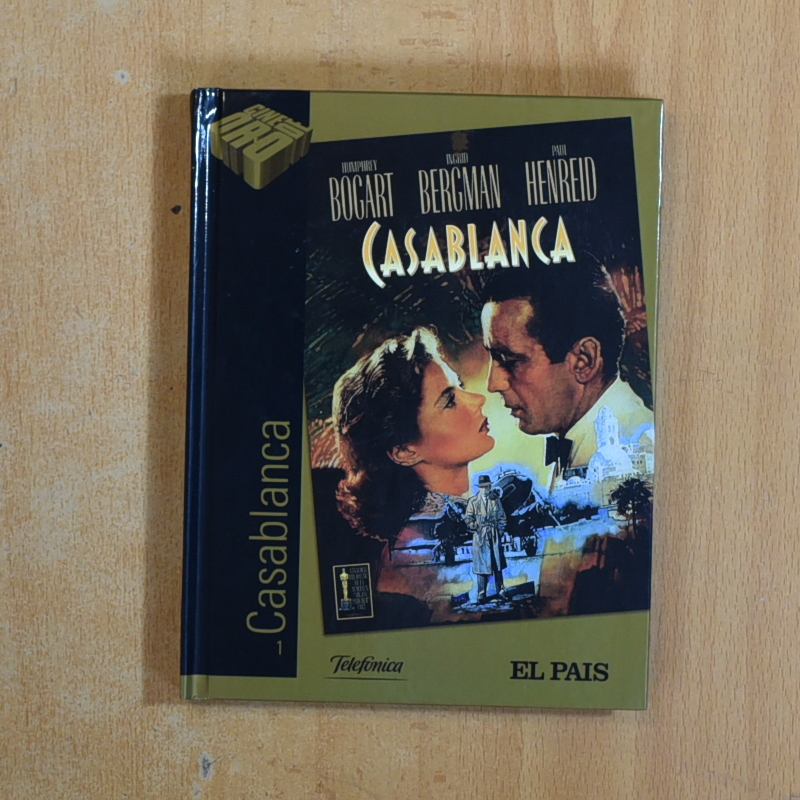 CINE DE
ORO
HUMPHREY
BOGART
INGRID
BERGMAN
PAUL
HENREID
CASABLANCA
Casablanca
1
Telefónica
EL PAIS